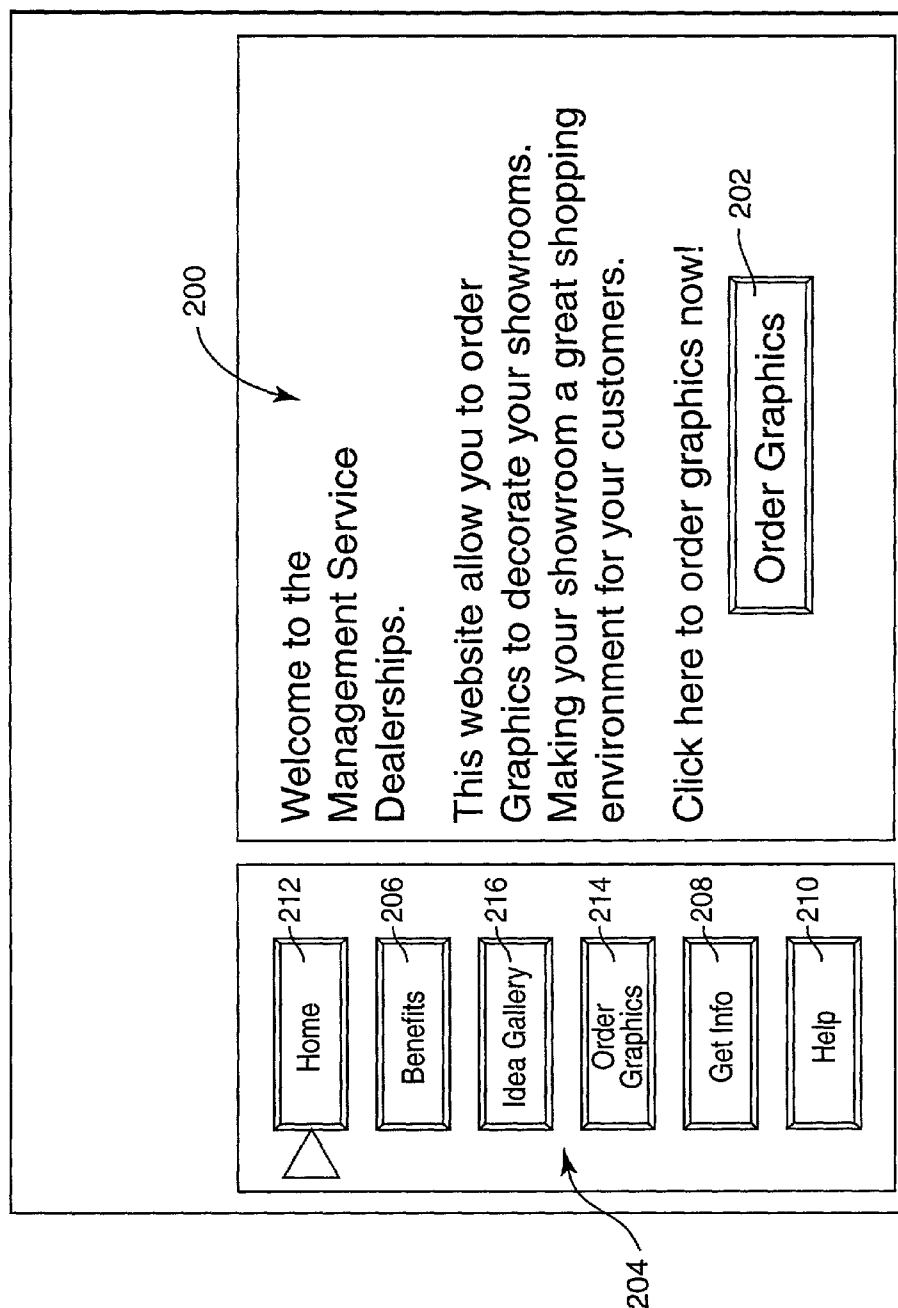 200
Welcome to the
Management Service
Dealerships.
This website allow you to order
Graphics to decorate your showrooms.
Making your showroom a great shopping
environment for your customers.
Click here to order graphics now!
Order Graphics
202
Home
212
Benefits
206
Idea Gallery
216
Order
Graphics
214
Get Info
208
Help
210
204